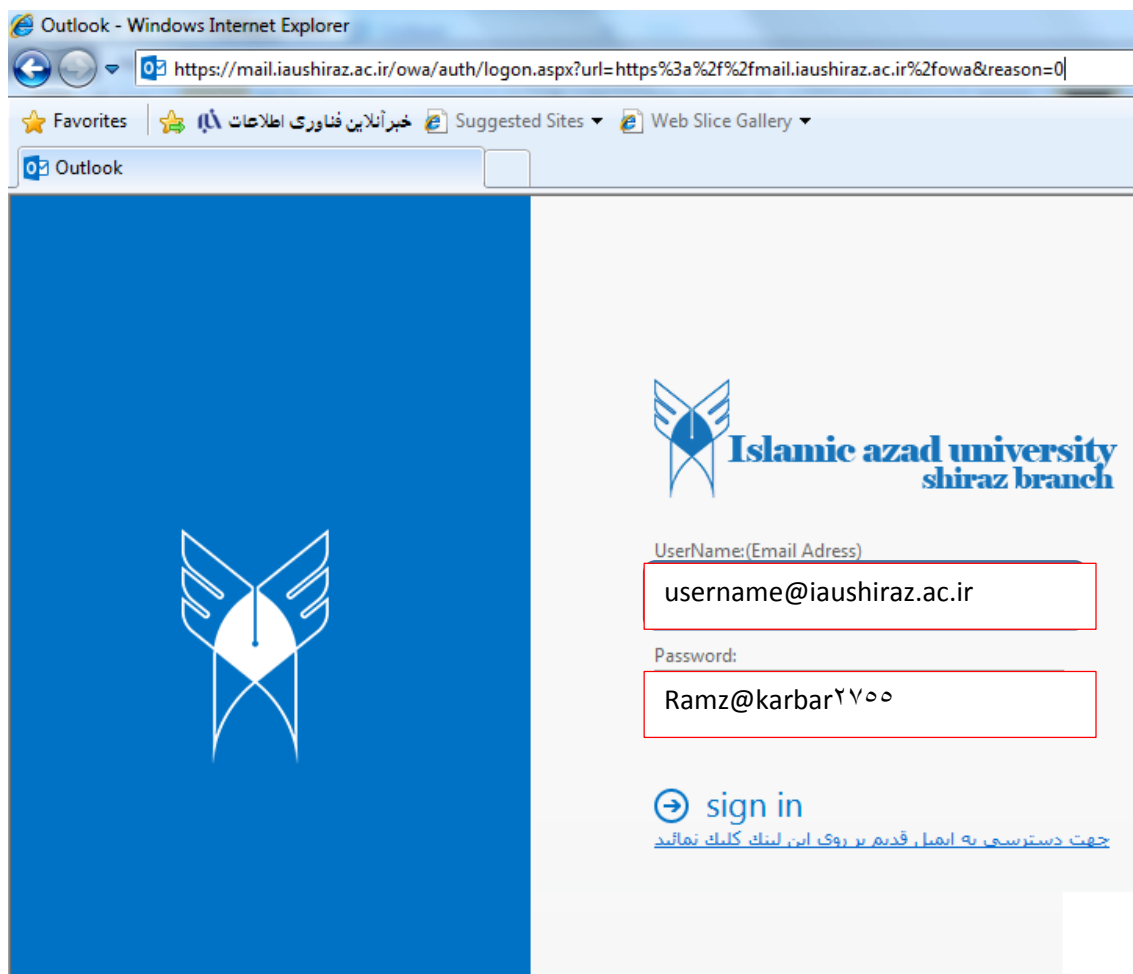 Outlook - Windows Internet Explorer
https://mail.iaushiraz.ac.ir/owa/auth/logon.aspx?url=https%3a%2f%2fmail.iaushiraz.ac.ir%2fowa&reason=0
Favorites خبرآنلاین فناوری اطلاعات Suggested Sites Web Slice Gallery
Outlook
Islamic azad university
shiraz branch
UserName:(Email Adress)
username@iaushiraz.ac.ir
Password:
Ramz@karbar۲۷۵۵
sign in
جهت دسترسی به ایمیل قدیم بر روی این لینك كلیك نمائید